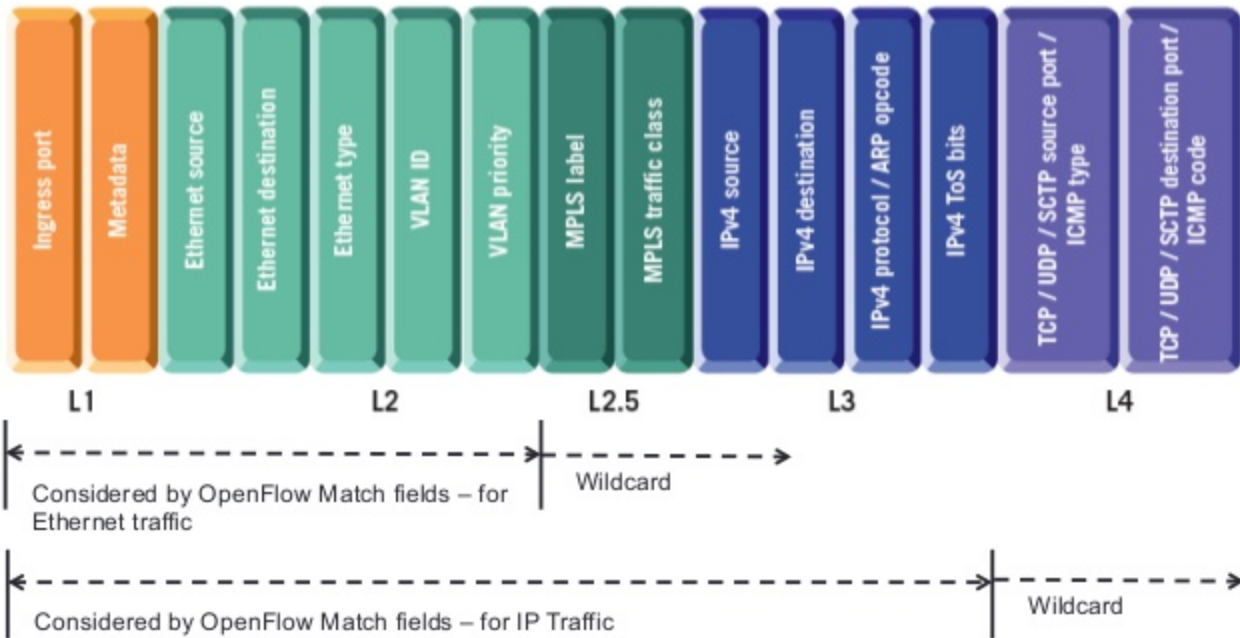 Ingress port
Metadata
Ethernet source
Ethernet destination
Ethernet type
VLAN ID
VLAN priority
MPLS label
MPLS traffic class
IPv4 source
IPv4 destination
IPv4 protocol / ARP opcode
IPv4 ToS bits
TCP / UDP / SCTP source port /
ICMP type
TCP / UDP / SCTP destination port /
ICMP code
L1
L2
L2.5
L3
L4
Considered by OpenFlow Match fields – for
Ethernet traffic
Wildcard
Considered by OpenFlow Match fields – for IP Traffic
Wildcard